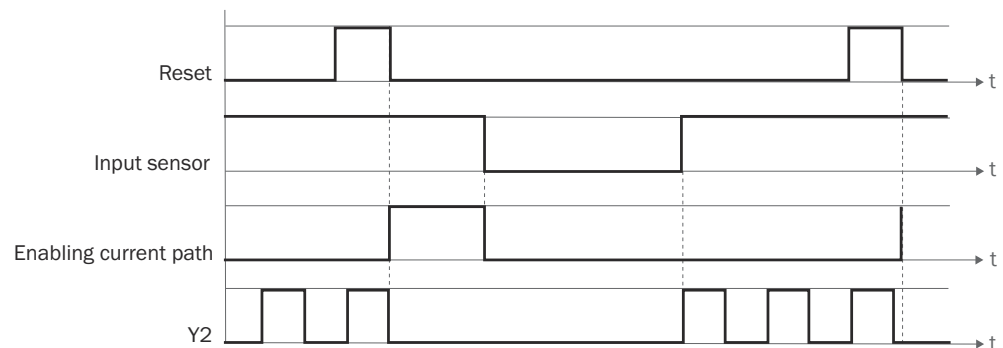 Reset
t
Input sensor
t
Enabling current path
t
Y2
t